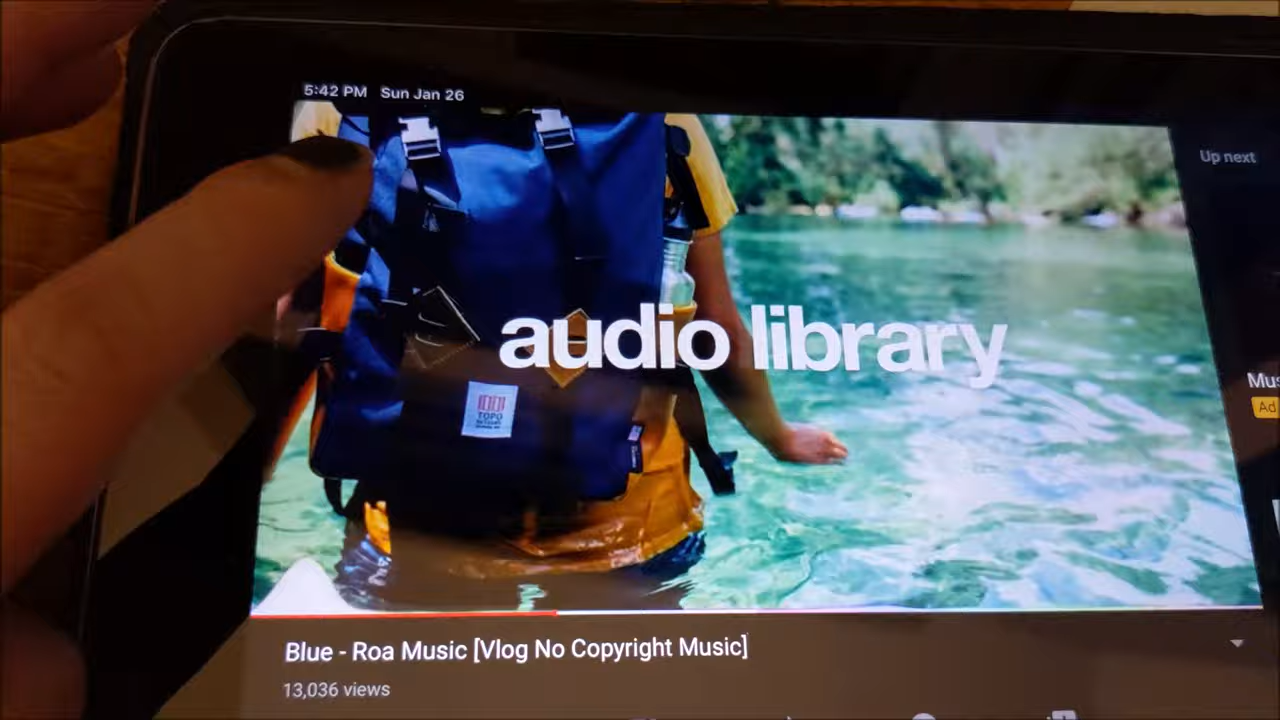 5:42 PM Sun Jan 26
Up next
audio library
TOPO
Ad
Blue - Roa Music [Vlog No Copyright Music]
13,036 views